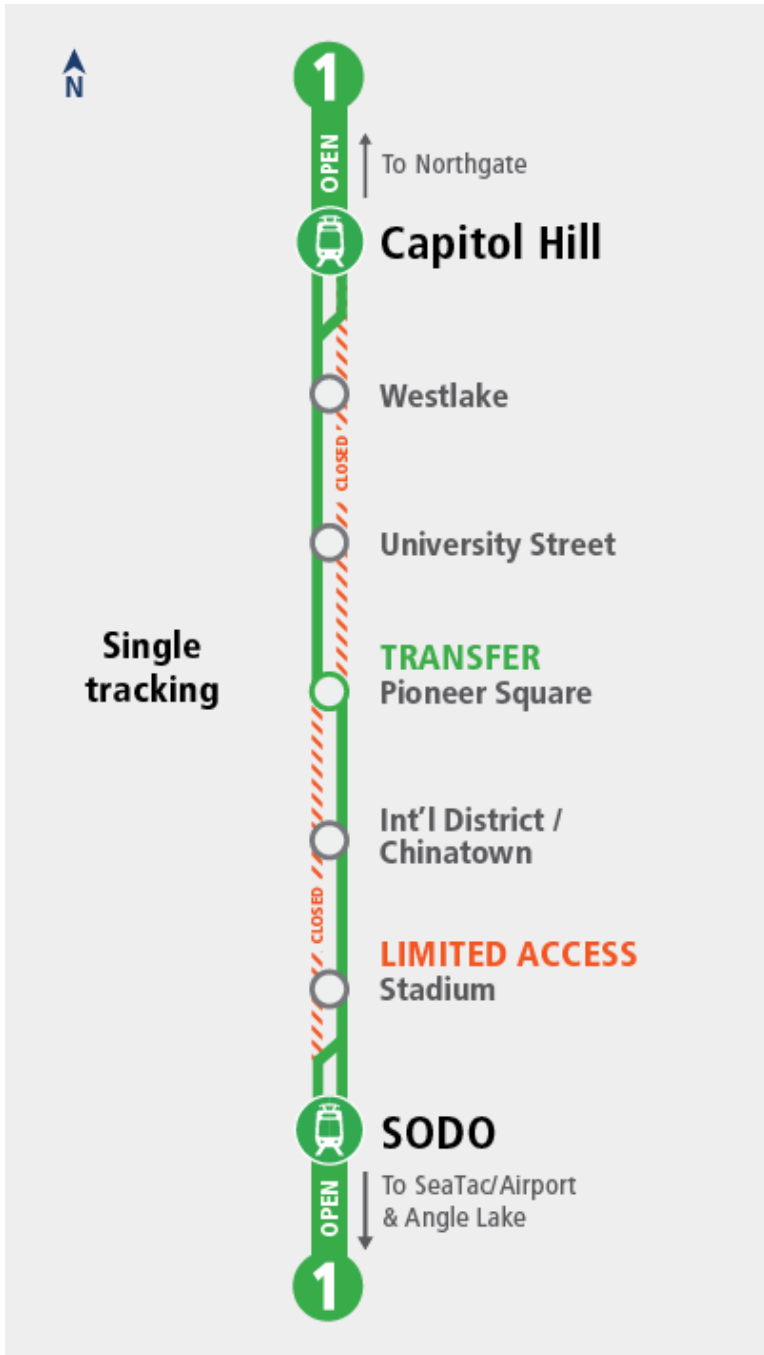 N
1
OPEN
To Northgate
Capitol Hill
Westlake
CLOSED
University Street
Single
tracking
TRANSFER
Pioneer Square
Int'l District /
Chinatown
CLOSED
LIMITED ACCESS
Stadium
SODO
OPEN
To SeaTac/Airport
& Angle Lake
1